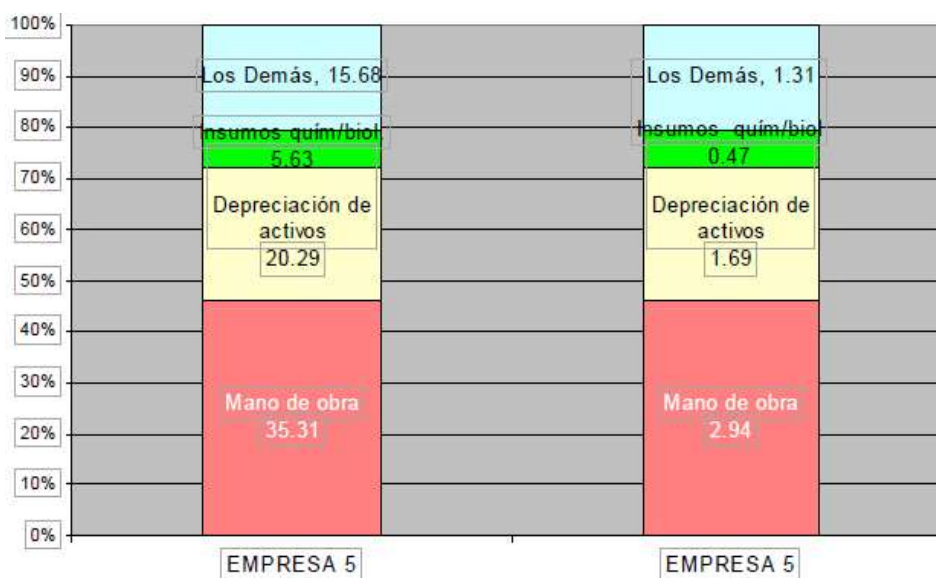 100%
90%
80%
70%
60%
50%
40%
30%
20%
10%
0%
Los Demás, 15.68
Insumos quím/biol,
5.63
Depreciación de
activos
20.29
Mano de obra
35.31
EMPRESA 5
Los Demás, 1.31
Insumos quím/biol
0.47
Depreciación de
activos
1.69
Mano de obra
2.94
EMPRESA 5